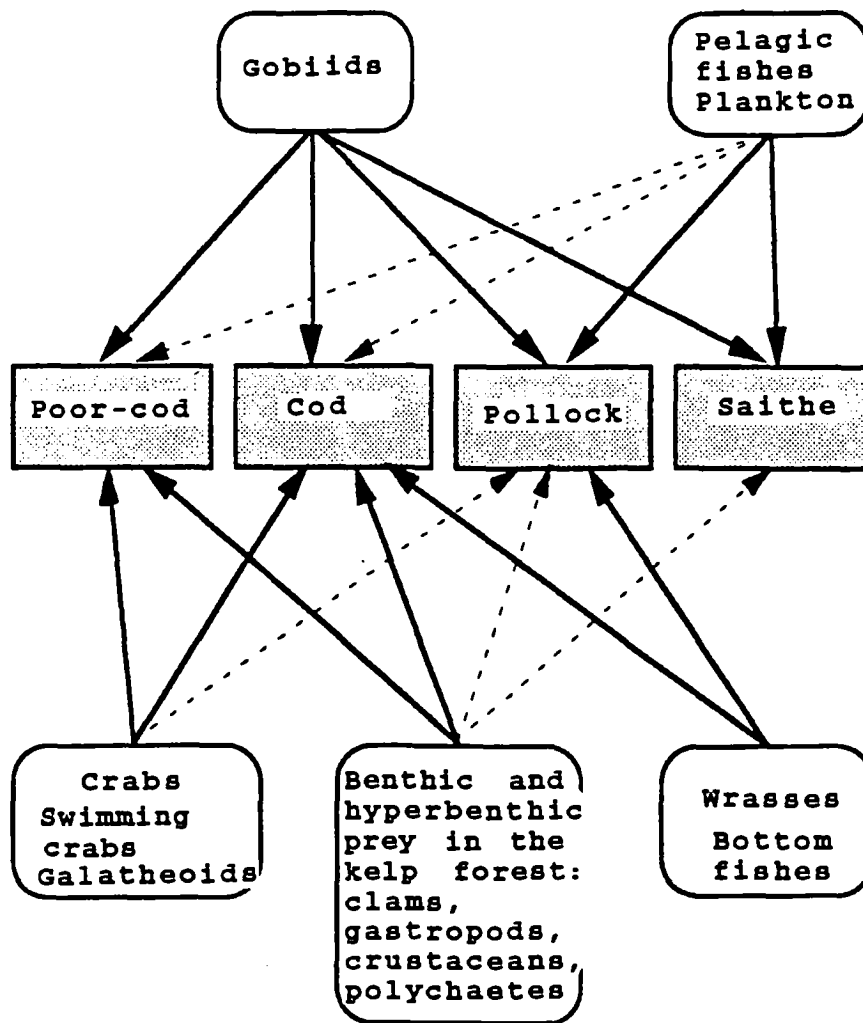 Gobiids
Pelagic
fishes
Plankton
Poor-cod
Cod
Pollock
Saithe
Crabs
Swimming
crabs
Galatheoids
Benthic and
hyperbenthic
prey in the
kelp forest:
clams,
gastropods,
crustaceans,
polychaetes
Wrasses
Bottom
fishes